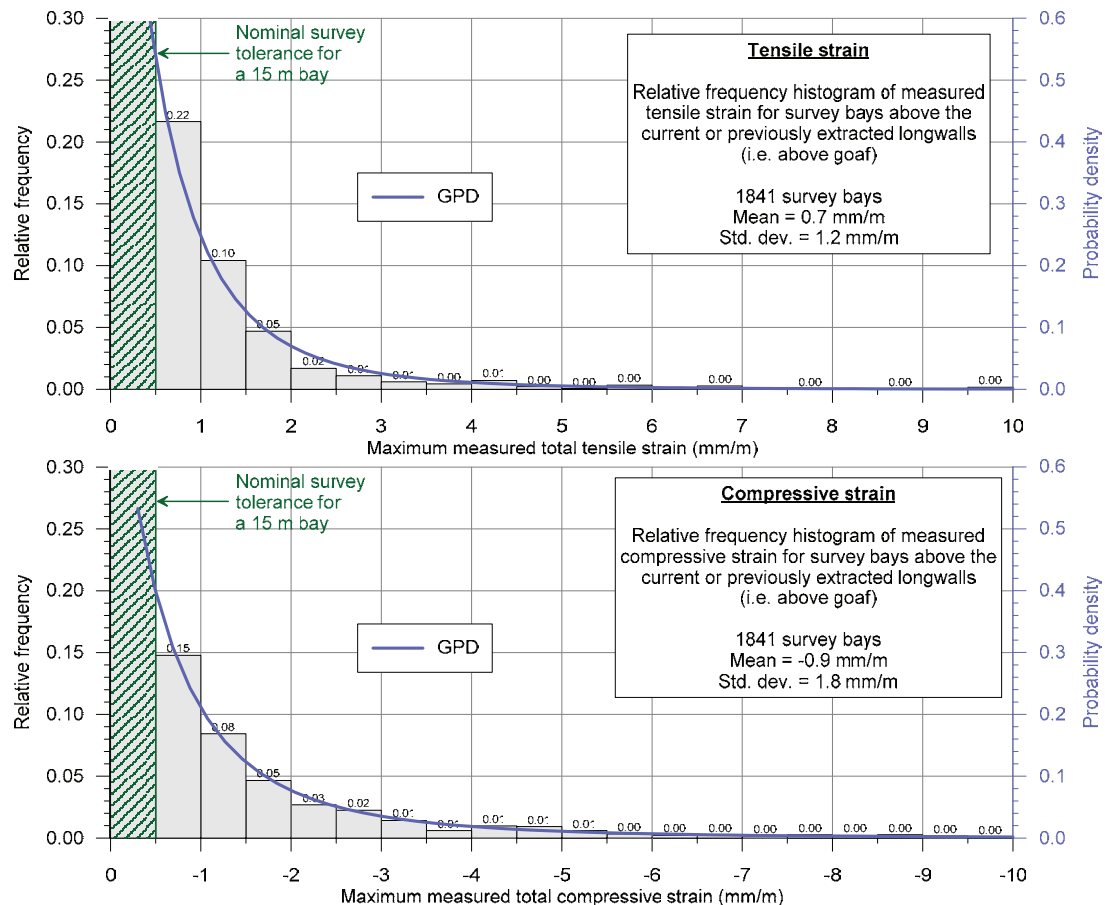 0.30
0.25
0.20
0.15
0.10
0.05
0.00
Relative frequency
Nominal survey
tolerance for
a 15 m bay
Tensile strain
Relative frequency histogram of measured
tensile strain for survey bays above the
current or previously extracted longwalls
(i.e. above goaf)
1841 survey bays
Mean = 0.7 mm/m
Std. dev. = 1.2 mm/m
GPD
0.22
0.10
0.05
0.02
0.01
0.01
0.00
0.01
0.00
0.00
0.00
0.00
0.00
0.00
0.00
0.6
0.5
0.4
0.3
0.2
0.1
0.0
Probability density
0 1 2 3 4 5 6 7 8 9 10
Maximum measured total tensile strain (mm/m)
0.30
0.25
0.20
0.15
0.10
0.05
0.00
Relative frequency
Nominal survey
tolerance for
a 15 m bay
Compressive strain
Relative frequency histogram of measured
compressive strain for survey bays above the
current or previously extracted longwalls
(i.e. above goaf)
1841 survey bays
Mean = -0.9 mm/m
Std. dev. = 1.8 mm/m
GPD
0.15
0.08
0.05
0.03
0.02
0.01
0.01
0.01
0.01
0.01
0.00
0.00
0.00
0.00
0.00
0.00
0.00
0.00
0.00
0.6
0.5
0.4
0.3
0.2
0.1
0.0
Probability density
0 -1 -2 -3 -4 -5 -6 -7 -8 -9 -10
Maximum measured total compressive strain (mm/m)